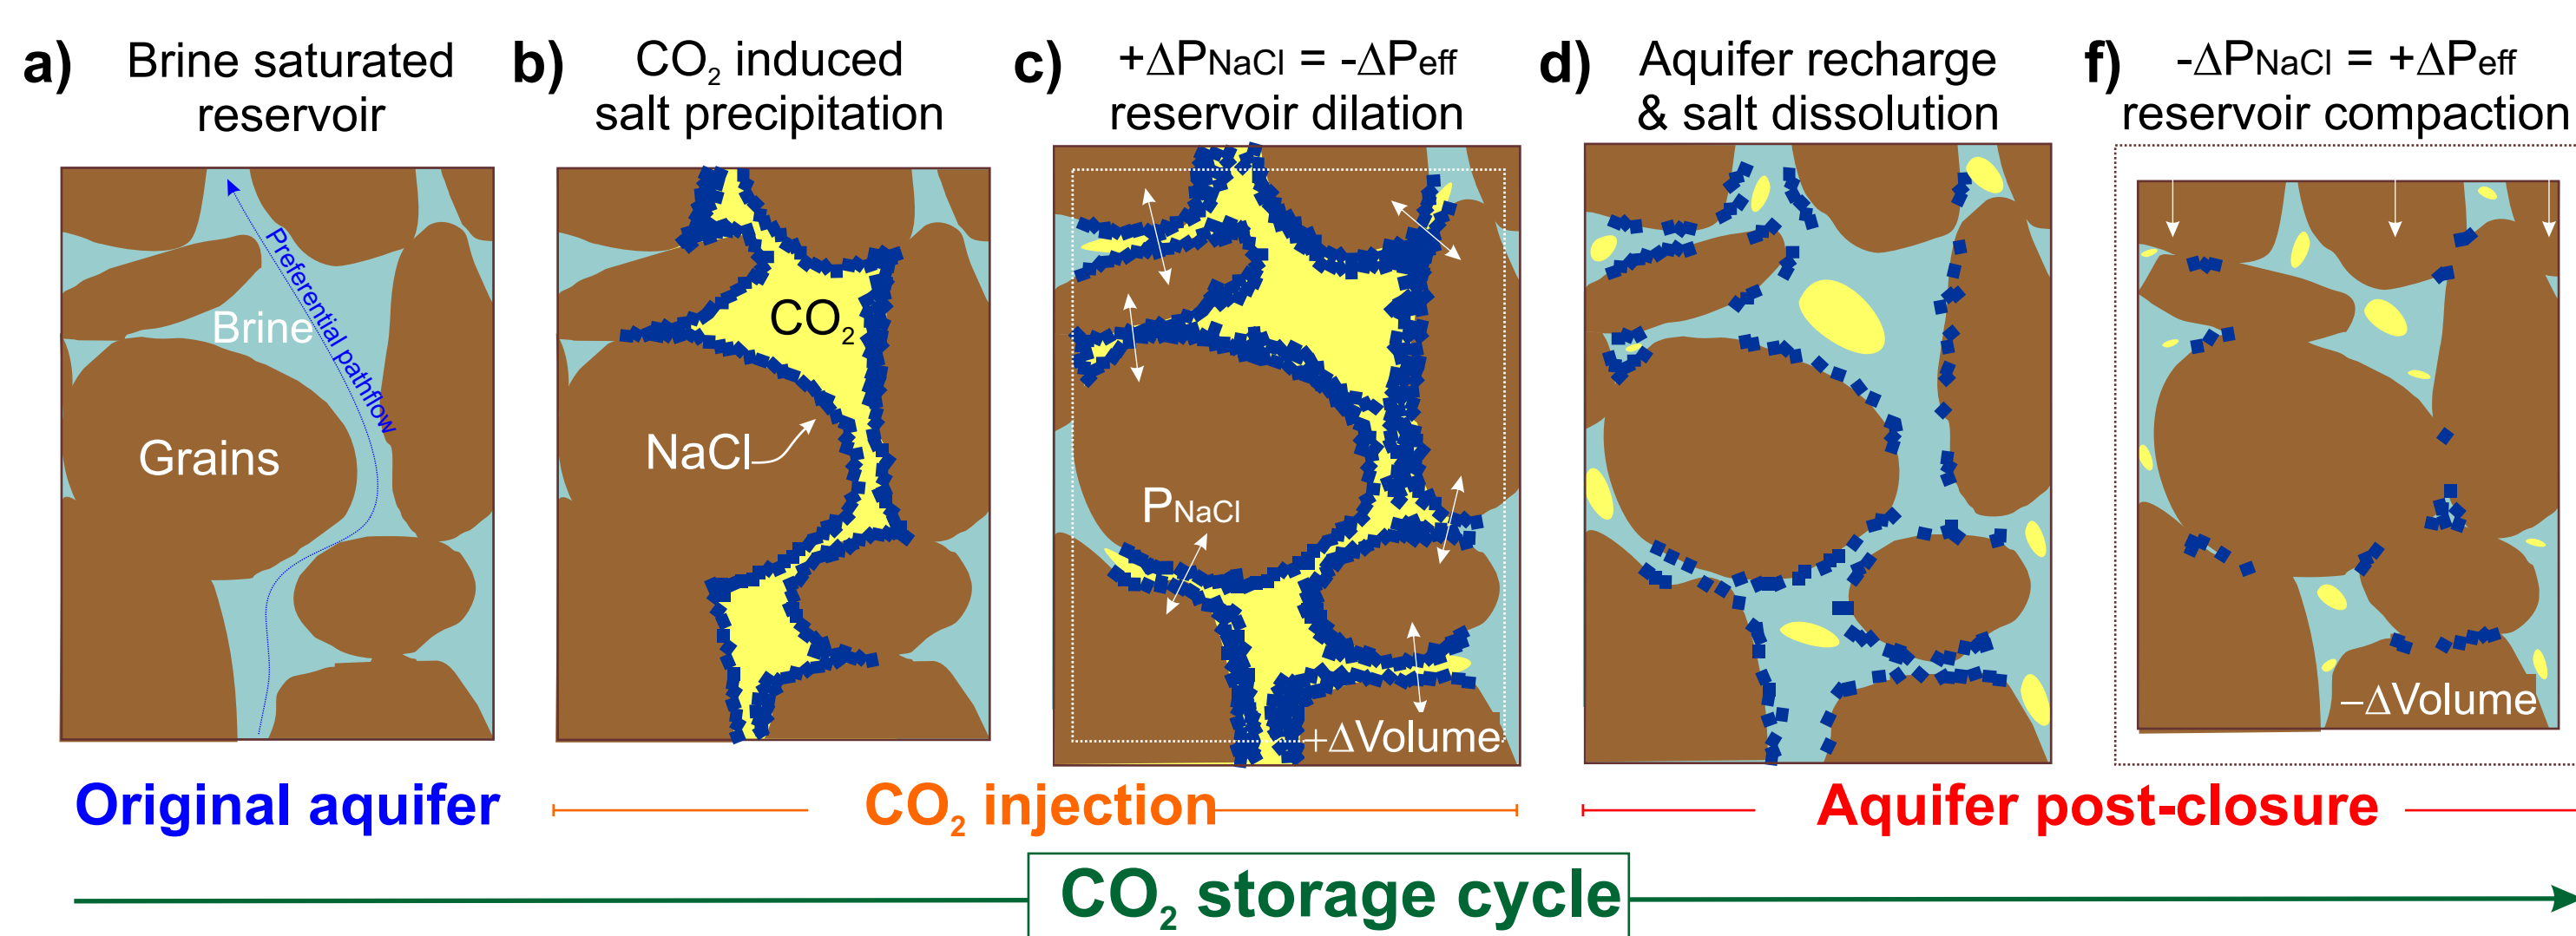 a) Brine saturated
reservoir
b) CO₂ induced
salt precipitation
c) +ΔPNaCl = -ΔPeff
reservoir dilation
d) Aquifer recharge
& salt dissolution
f) -ΔPNaCl = +ΔPeff
reservoir compaction
Preferential pathflow
Brine
Grains
CO₂
NaCl
PNaCl
+ΔVolume
–ΔVolume
Original aquifer
CO₂ injection
Aquifer post-closure
CO₂ storage cycle